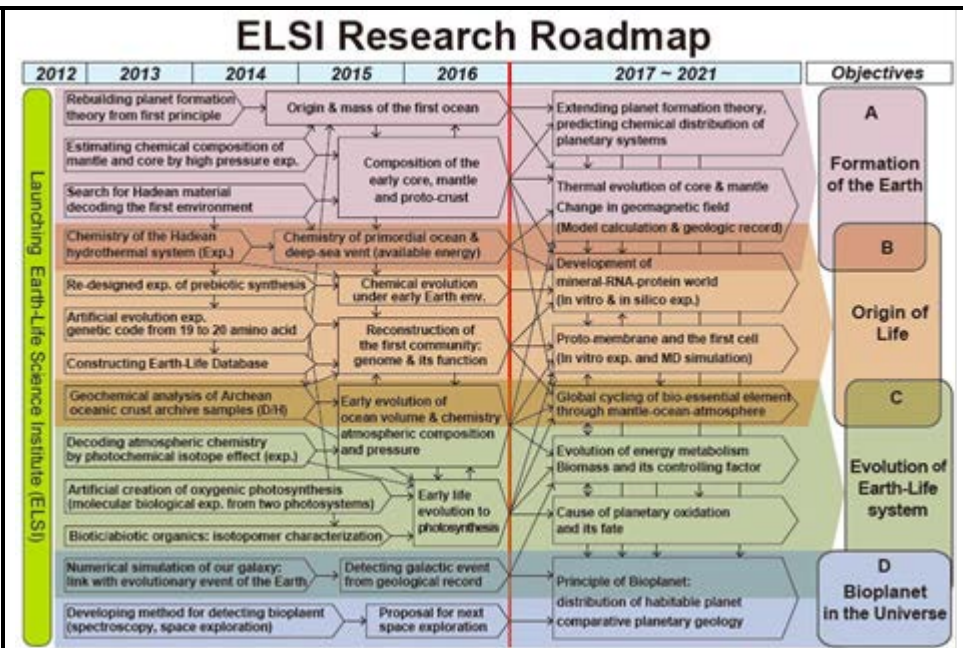 ELSI Research Roadmap
2012 2013 2014 2015 2016 2017 ~ 2021 Objectives
Launching Earth-Life Science Institute (ELSI)
Rebuilding planet formation
theory from first principle
Origin & mass of the first ocean
Extending planet formation theory,
predicting chemical distribution of
planetary systems
Estimating chemical composition of
mantle and core by high pressure exp.
Composition of the
early core, mantle
and proto-crust
Search for Hadean material
decoding the first environment
Thermal evolution of core & mantle
Change in geomagnetic field
(Model calculation & geologic record)
A
Formation
of the Earth
Chemistry of the Hadean
hydrothermal system (Exp.)
Chemistry of primordial ocean &
deep-sea vent (available energy)
B
Origin of
Life
Re-designed exp. of prebiotic synthesis
Chemical evolution
under early Earth env.
Development of
mineral-RNA-protein world
(In vitro & in silico exp.)
Artificial evolution exp.
genetic code from 19 to 20 amino acid
Reconstruction of
the first community:
genome & its function
Proto-membrane and the first cell
(In vitro exp. and MD simulation)
Constructing Earth-Life Database
Geochemical analysis of Archean
oceanic crust archive samples (D/H)
Early evolution of
ocean volume & chemistry
atmospheric composition
and pressure
Global cycling of bio-essential element
through mantle-ocean atmosphere
C
Evolution of
Earth-Life
system
Decoding atmospheric chemistry
by photochemical isotope effect (exp.)
Evolution of energy metabolism
Biomass and its controlling factor
Artificial creation of oxygenic photosynthesis
(molecular biological exp. from two photosystems)
Early life
evolution to
photosynthesis
Cause of planetary oxidation
and its fate
Biotic/abiotic organics: isotopomer characterization
Numerical simulation of our galaxy:
link with evolutionary event of the Earth
Detecting galactic event
from geological record
Principle of Bioplanet:
distribution of habitable planet
comparative planetary geology
D
Bioplanet
in the Universe
Developing method for detecting bioplaent
(spectroscopy, space exploration)
Proposal for next
space exploration